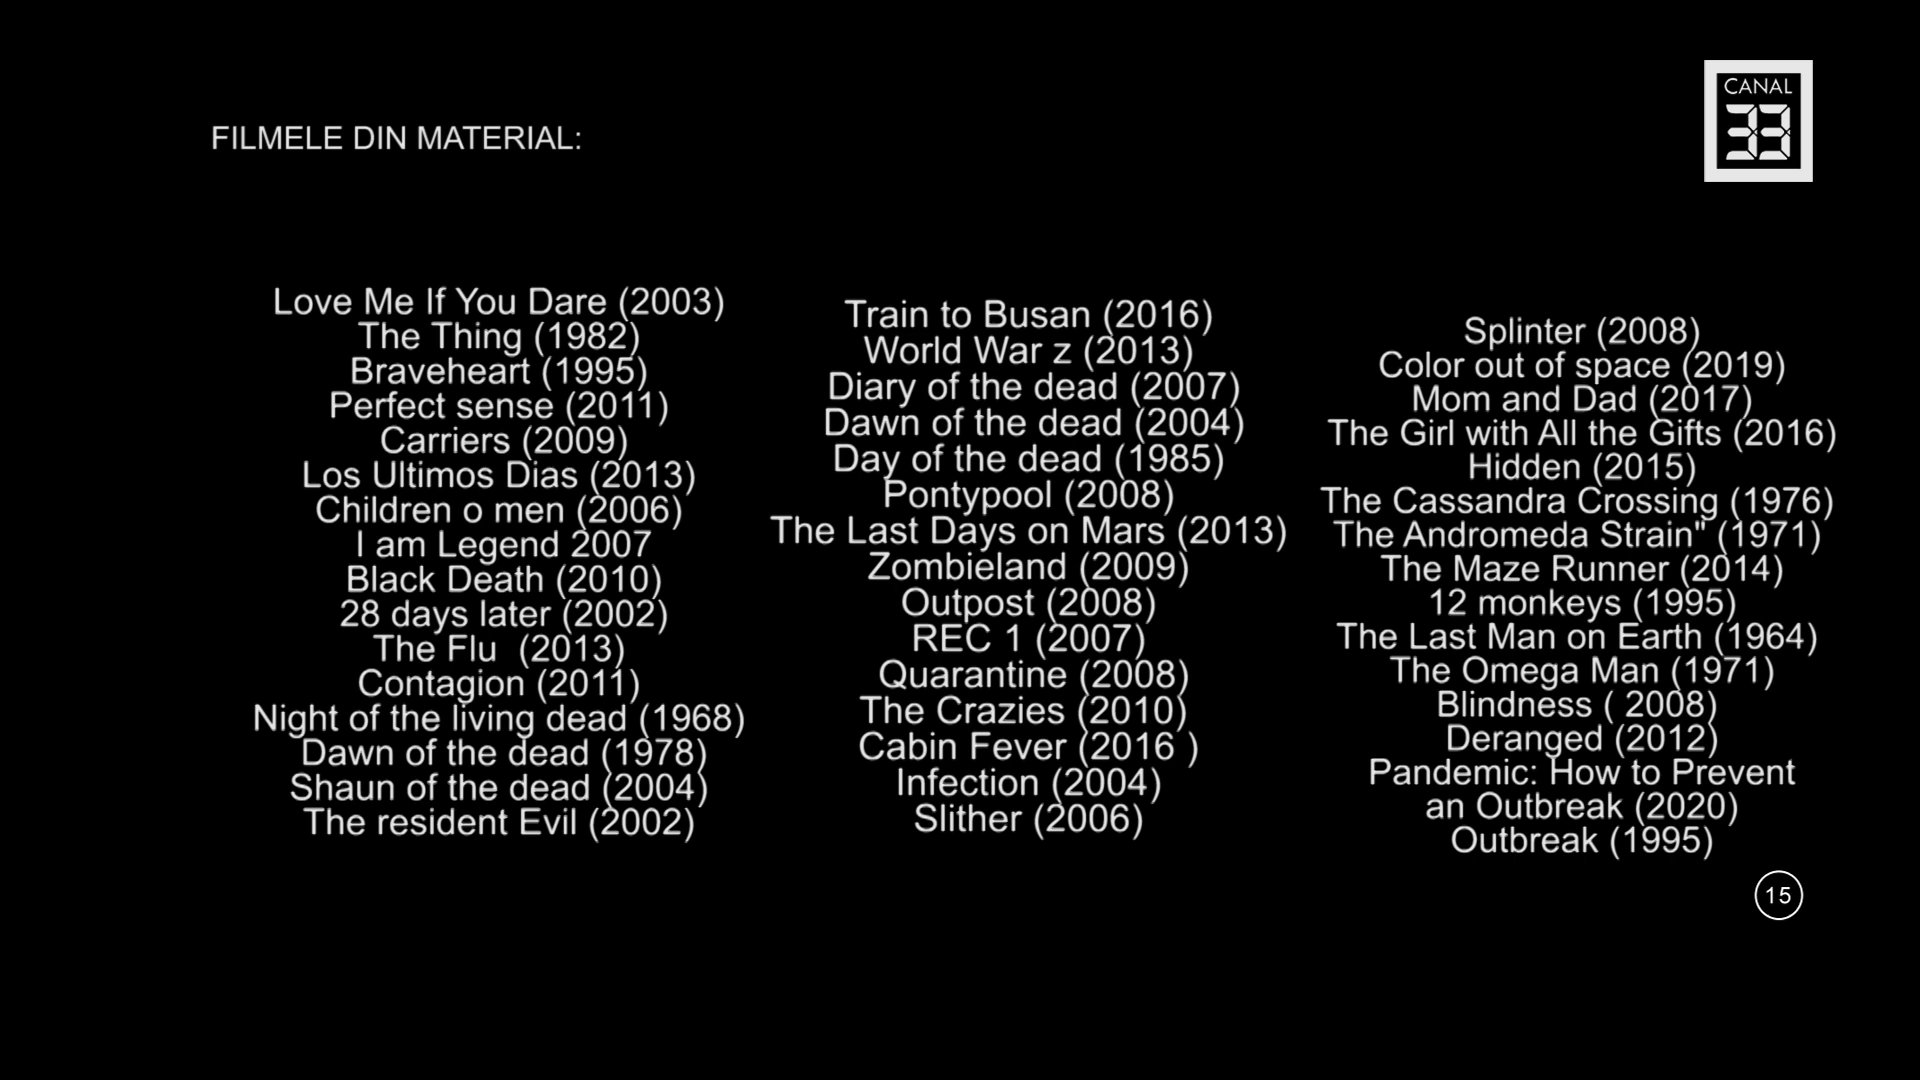 CANAL
33
FILMELE DIN MATERIAL:
Love Me If You Dare (2003)
The Thing (1982)
Braveheart (1995)
Perfect sense (2011)
Carriers (2009)
Los Ultimos Dias (2013)
Children o men (2006)
I am Legend 2007
Black Death (2010)
28 days later (2002)
The Flu  (2013)
Contagion (2011)
Night of the living dead (1968)
Dawn of the dead (1978)
Shaun of the dead (2004)
The resident Evil (2002)
Train to Busan (2016)
World War z (2013)
Diary of the dead (2007)
Dawn of the dead (2004)
Day of the dead (1985)
Pontypool (2008)
The Last Days on Mars (2013)
Zombieland (2009)
Outpost (2008)
REC 1 (2007)
Quarantine (2008)
The Crazies (2010)
Cabin Fever (2016 )
Infection (2004)
Slither (2006)
Splinter (2008)
Color out of space (2019)
Mom and Dad (2017)
The Girl with All the Gifts (2016)
Hidden (2015)
The Cassandra Crossing (1976)
The Andromeda Strain" (1971)
The Maze Runner (2014)
12 monkeys (1995)
The Last Man on Earth (1964)
The Omega Man (1971)
Blindness ( 2008)
Deranged (2012)
Pandemic: How to Prevent
an Outbreak (2020)
Outbreak (1995)
15